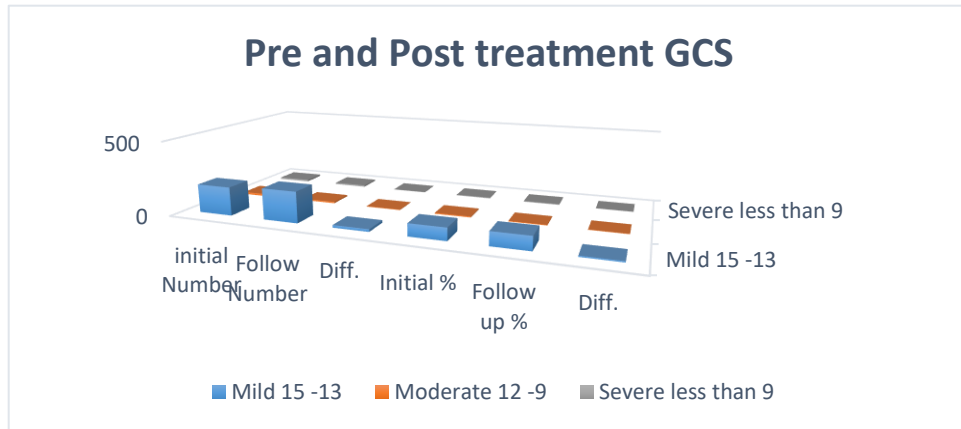 Pre and Post treatment GCS
500
0
initial
Number
Follow
Number
Diff.
Initial %
Follow
up %
Diff.
Severe less than 9
Mild 15 -13
Mild 15 -13
Moderate 12 -9
Severe less than 9